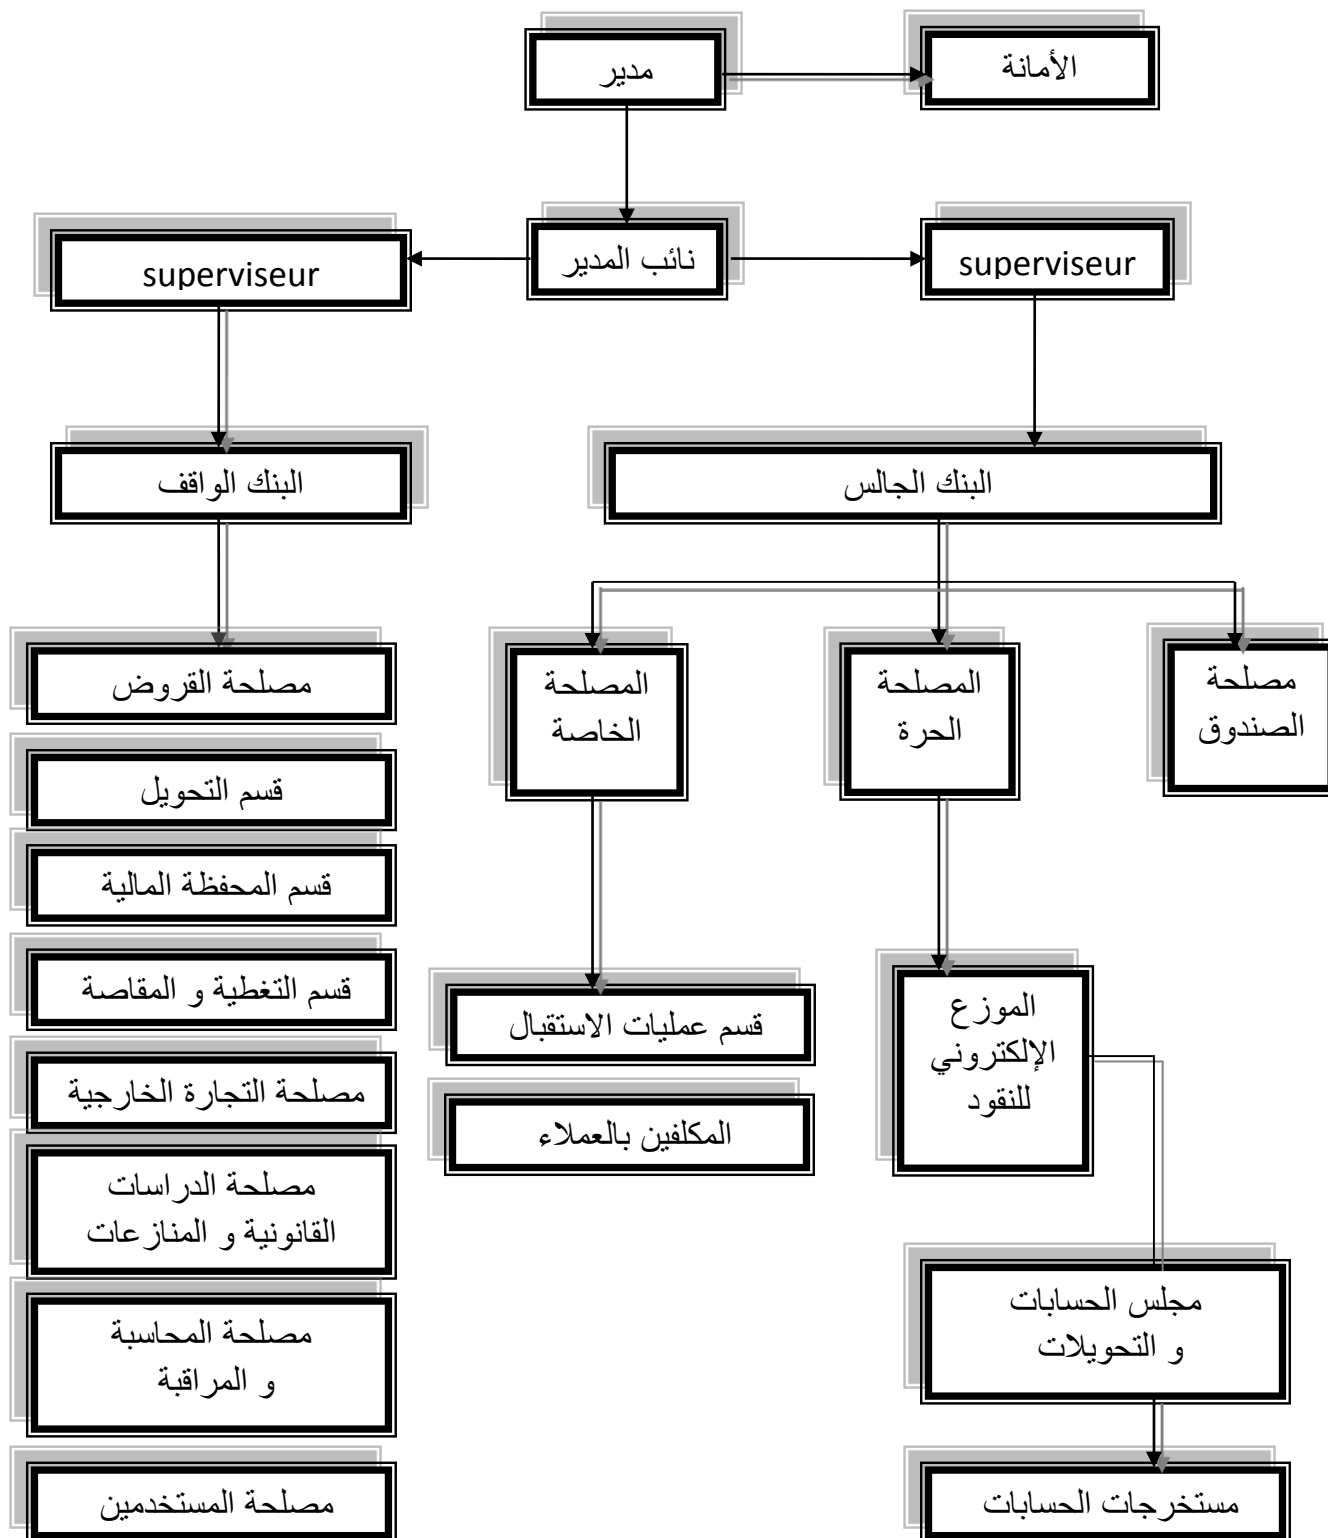 مدير
الأمانة
superviseur
نائب المدير
superviseur
البنك الواقف
البنك الجالس
مصلحة القروض
قسم التحويل
قسم المحفظة المالية
قسم التغطية و المقاصة
مصلحة التجارة الخارجية
مصلحة الدراسات
القانونية و المنازعات
مصلحة المحاسبة
و المراقبة
مصلحة المستخدمين
المصلحة
الخاصة
قسم عمليات الاستقبال
المكلفين بالعملاء
المصلحة
الحرة
الموزع
الإلكتروني
للنقود
مجلس الحسابات
و التحويلات
مستخرجات الحسابات
مصلحة
الصندوق